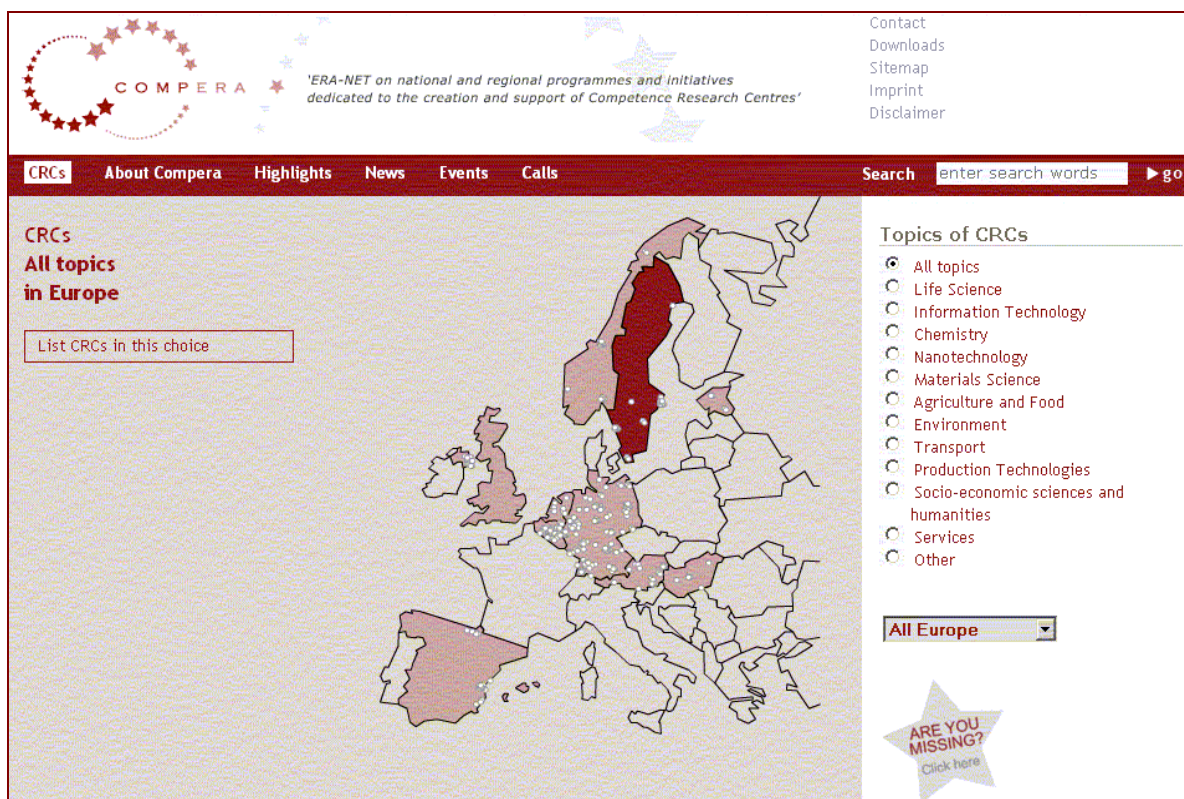 COMPERA
'ERA-NET on national and regional programmes and initiatives
dedicated to the creation and support of Competence Research Centres'
Contact
Downloads
Sitemap
Imprint
Disclaimer
CRCs About Compera Highlights News Events Calls Search enter search words go
CRCs
All topics
in Europe
List CRCs in this choice
Topics of CRCs
All topics
Life Science
Information Technology
Chemistry
Nanotechnology
Materials Science
Agriculture and Food
Environment
Transport
Production Technologies
Socio-economic sciences and
humanities
Services
Other
All Europe
ARE YOU
MISSING?
Click here